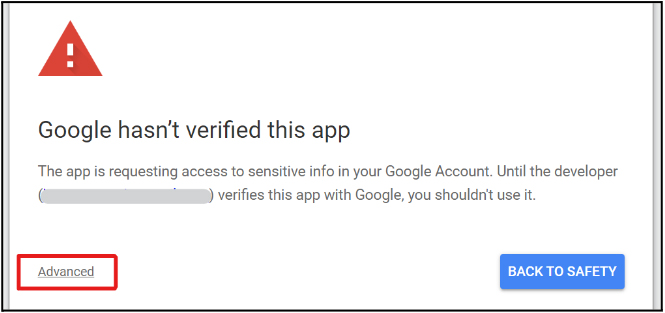 Google hasn't verified this app
The app is requesting access to sensitive info in your Google Account. Until the developer
( ) verifies this app with Google, you shouldn't use it.
Advanced
BACK TO SAFETY